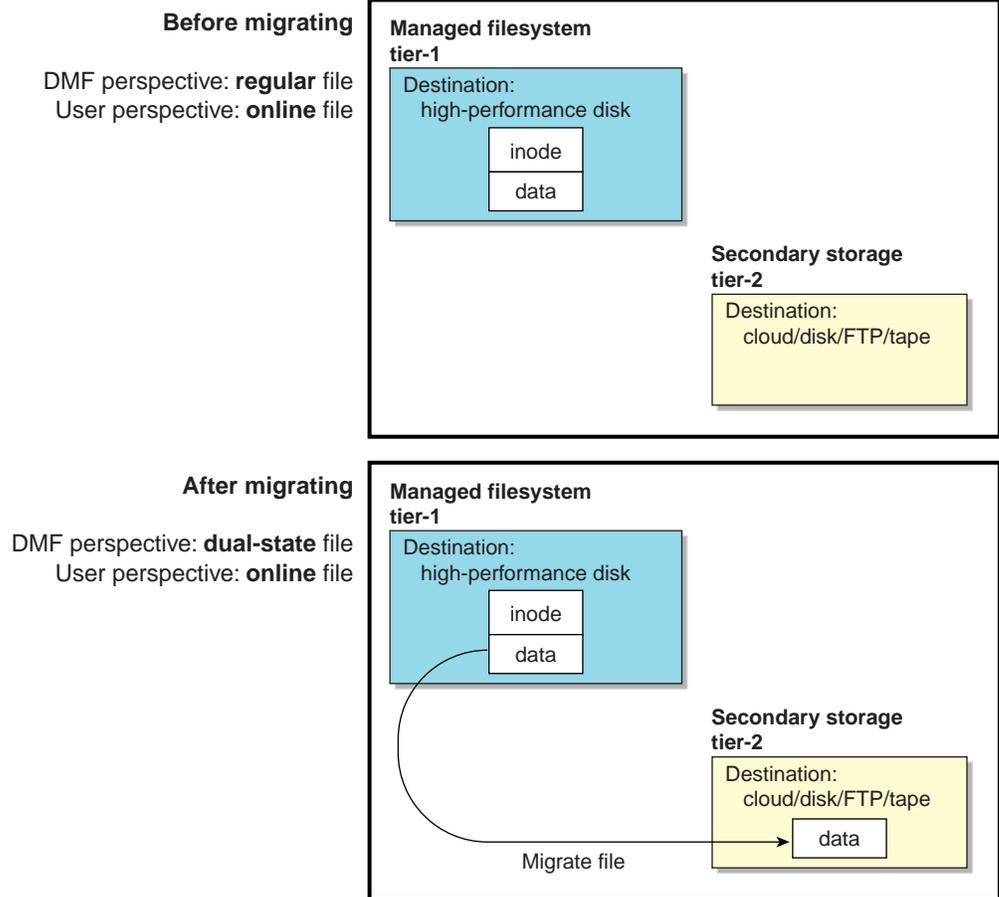 Before migrating
DMF perspective: regular file
User perspective: online file
Managed filesystem
tier-1
Destination:
high-performance disk
inode
data
Secondary storage
tier-2
Destination:
cloud/disk/FTP/tape
After migrating
DMF perspective: dual-state file
User perspective: online file
Managed filesystem
tier-1
Destination:
high-performance disk
inode
data
Secondary storage
tier-2
Destination:
cloud/disk/FTP/tape
data
Migrate file